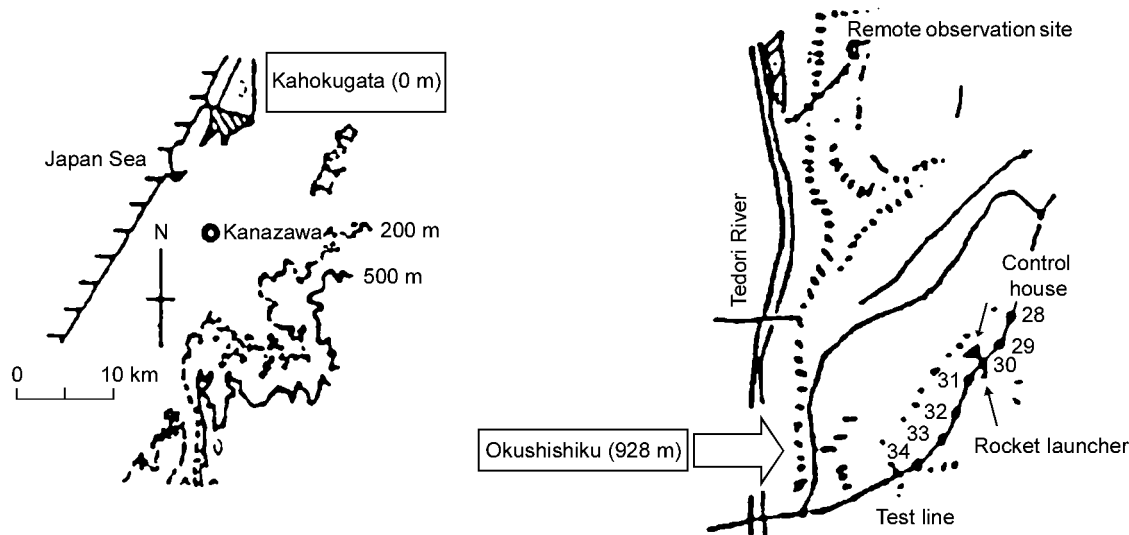 Kahokugata (0 m)
Japan Sea
N
Kanazawa
200 m
500 m
0
10 km
Remote observation site
Tedori River
Control
house
28
29
30
31
32
33
34
Rocket launcher
Okushishiku (928 m)
Test line